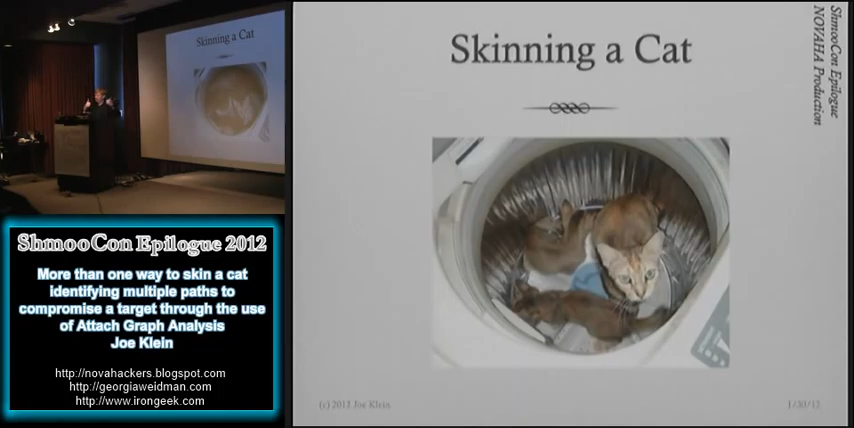 Skinning a Cat
Skinning a Cat
ShmooCon Epilogue
NOVAHA Production
(c) 2012 Joe Klein
1/30/12
ShmooCon Epilogue 2012
More than one way to skin a cat
identifying multiple paths to
compromise a target through the use
of Attach Graph Analysis
Joe Klein
http://novahackers.blogspot.com
http://georgiaweidman.com
http://www.irongeek.com